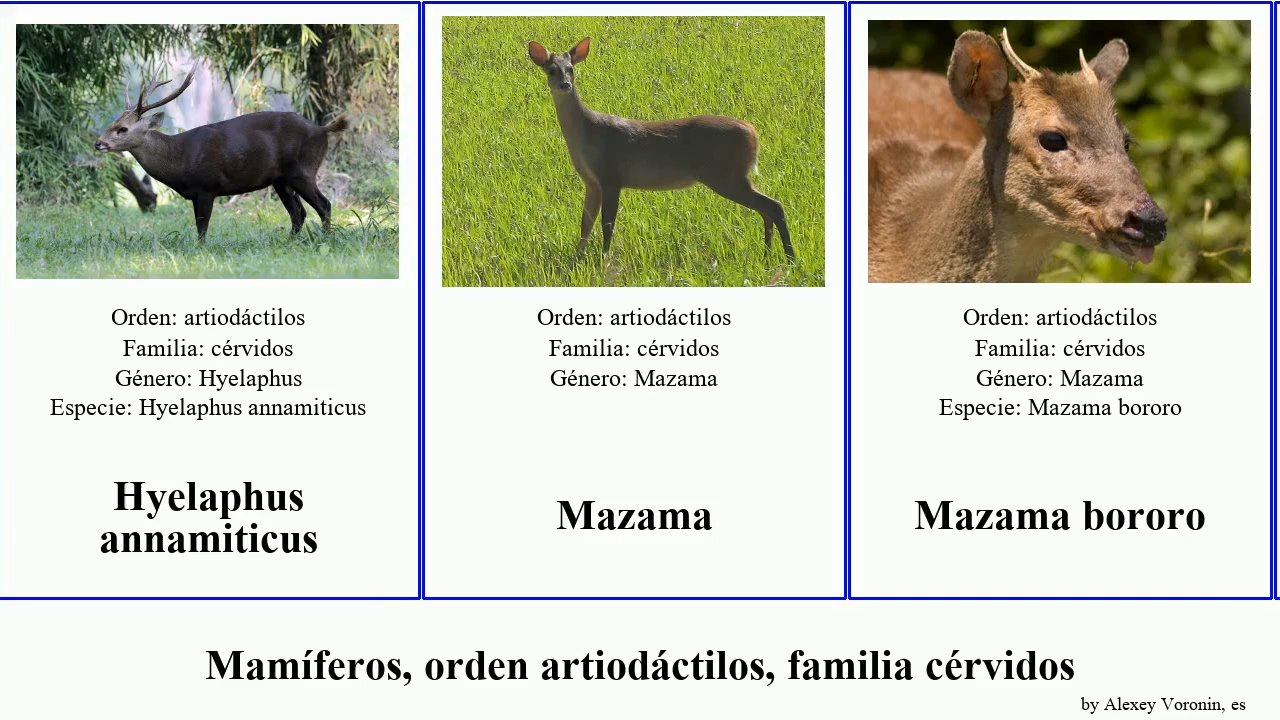 Orden: artiodáctilos
Familia: cérvidos
Género: Hyelaphus
Especie: Hyelaphus annamiticus
Hyelaphus
annamiticus
Orden: artiodáctilos
Familia: cérvidos
Género: Mazama
Mazama
Orden: artiodáctilos
Familia: cérvidos
Género: Mazama
Especie: Mazama bororo
Mazama bororo
Mamíferos, orden artiodáctilos, familia cérvidos
by Alexey Voronin, es